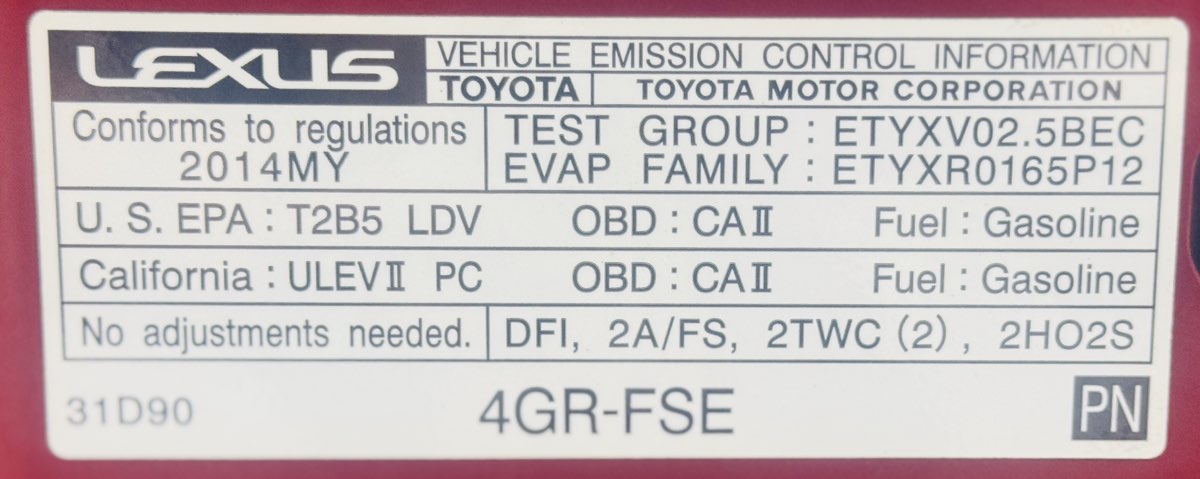 LEXUS VEHICLE EMISSION CONTROL INFORMATION
TOYOTA TOYOTA MOTOR CORPORATION
Conforms to regulations
2014MY
TEST GROUP : ETYXV02.5BEC
EVAP FAMILY : ETYXR0165P12
U. S. EPA : T2B5 LDV OBD : CAⅡ Fuel : Gasoline
California : ULEVⅡ PC OBD : CAⅡ Fuel : Gasoline
No adjustments needed. DFI, 2A/FS, 2TWC (2) , 2HO2S
31D90 4GR-FSE PN